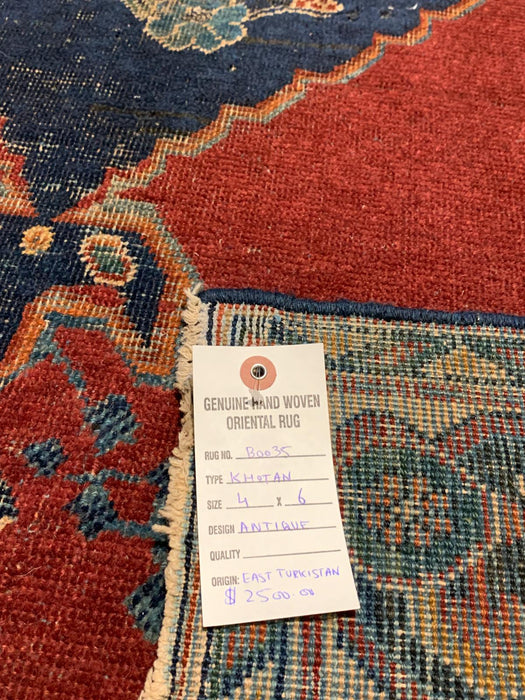 GENUINE HAND WOVEN
ORIENTAL RUG
RUG NO. B0035
TYPE KHOTAN
SIZE 4 X 6
DESIGN ANTIQUE
QUALITY
ORIGIN: EAST TURKISTAN
$ 2500.00